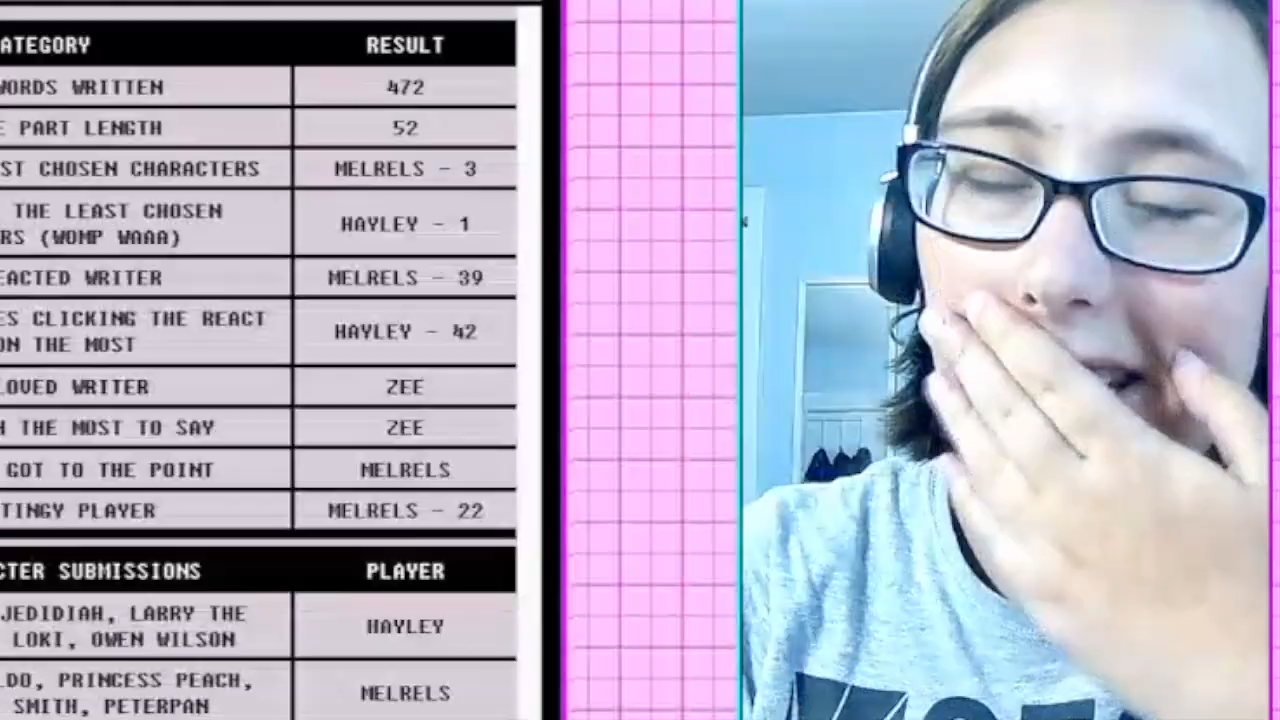 ATEGORY RESULT
WORDS WRITTEN 472
E PART LENGTH 52
ST CHOSEN CHARACTERS MELRELS - 3
THE LEAST CHOSEN
RS (WOMP WAAA) HAYLEY - 1
EACTED WRITER MELRELS - 39
ES CLICKING THE REACT
ON THE MOST HAYLEY - 42
LOVED WRITER ZEE
H THE MOST TO SAY ZEE
GOT TO THE POINT MELRELS
TINGY PLAYER MELRELS - 22
CTER SUBMISSIONS PLAYER
JEDIDIAH, LARRY THE
LOKI, OWEN WILSON HAYLEY
LDO, PRINCESS PEACH,
SMITH, PETERPAN MELRELS